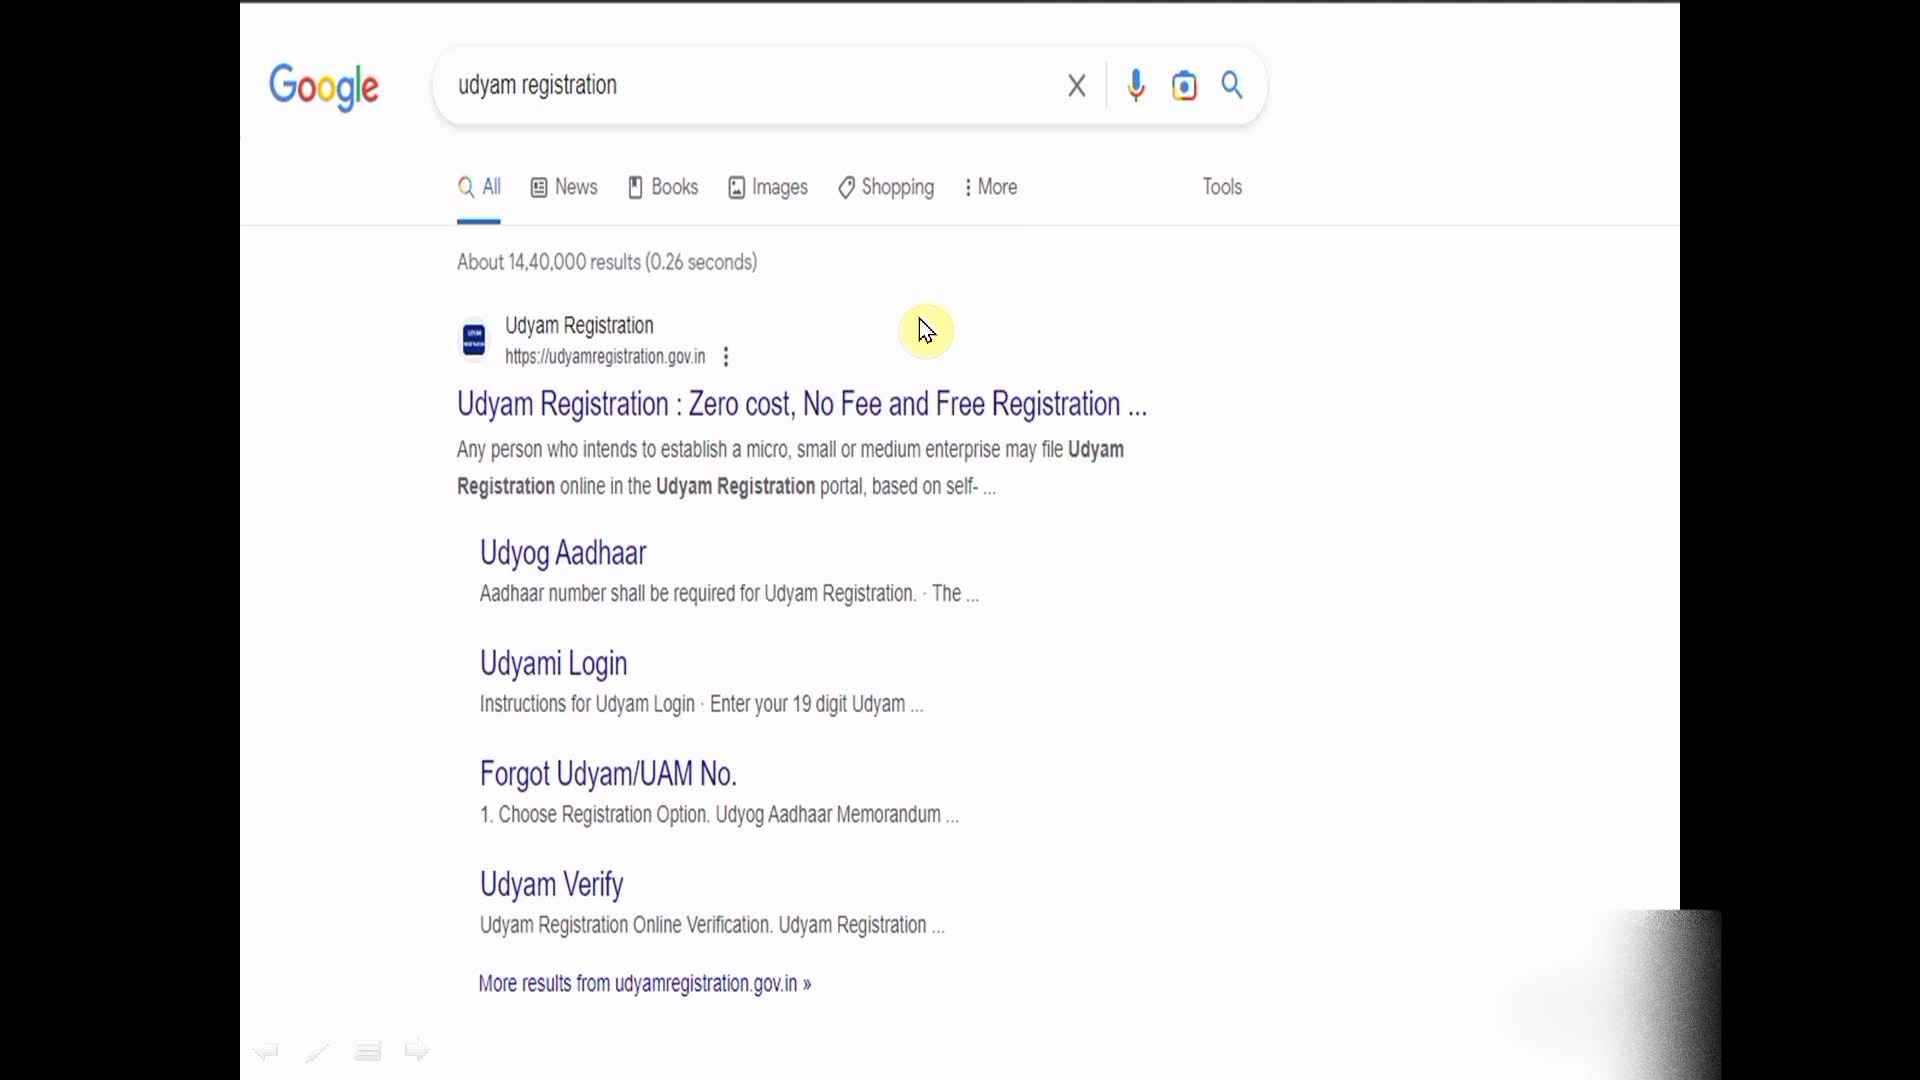 Google
udyam registration
All News Books Images Shopping More Tools
About 14,40,000 results (0.26 seconds)
Udyam Registration
https://udyamregistration.gov.in
Udyam Registration : Zero cost, No Fee and Free Registration ...
Any person who intends to establish a micro, small or medium enterprise may file Udyam
Registration online in the Udyam Registration portal, based on self- ...
Udyog Aadhaar
Aadhaar number shall be required for Udyam Registration. · The ...
Udyami Login
Instructions for Udyam Login · Enter your 19 digit Udyam ...
Forgot Udyam/UAM No.
1. Choose Registration Option. Udyog Aadhaar Memorandum ...
Udyam Verify
Udyam Registration Online Verification. Udyam Registration ...
More results from udyamregistration.gov.in »